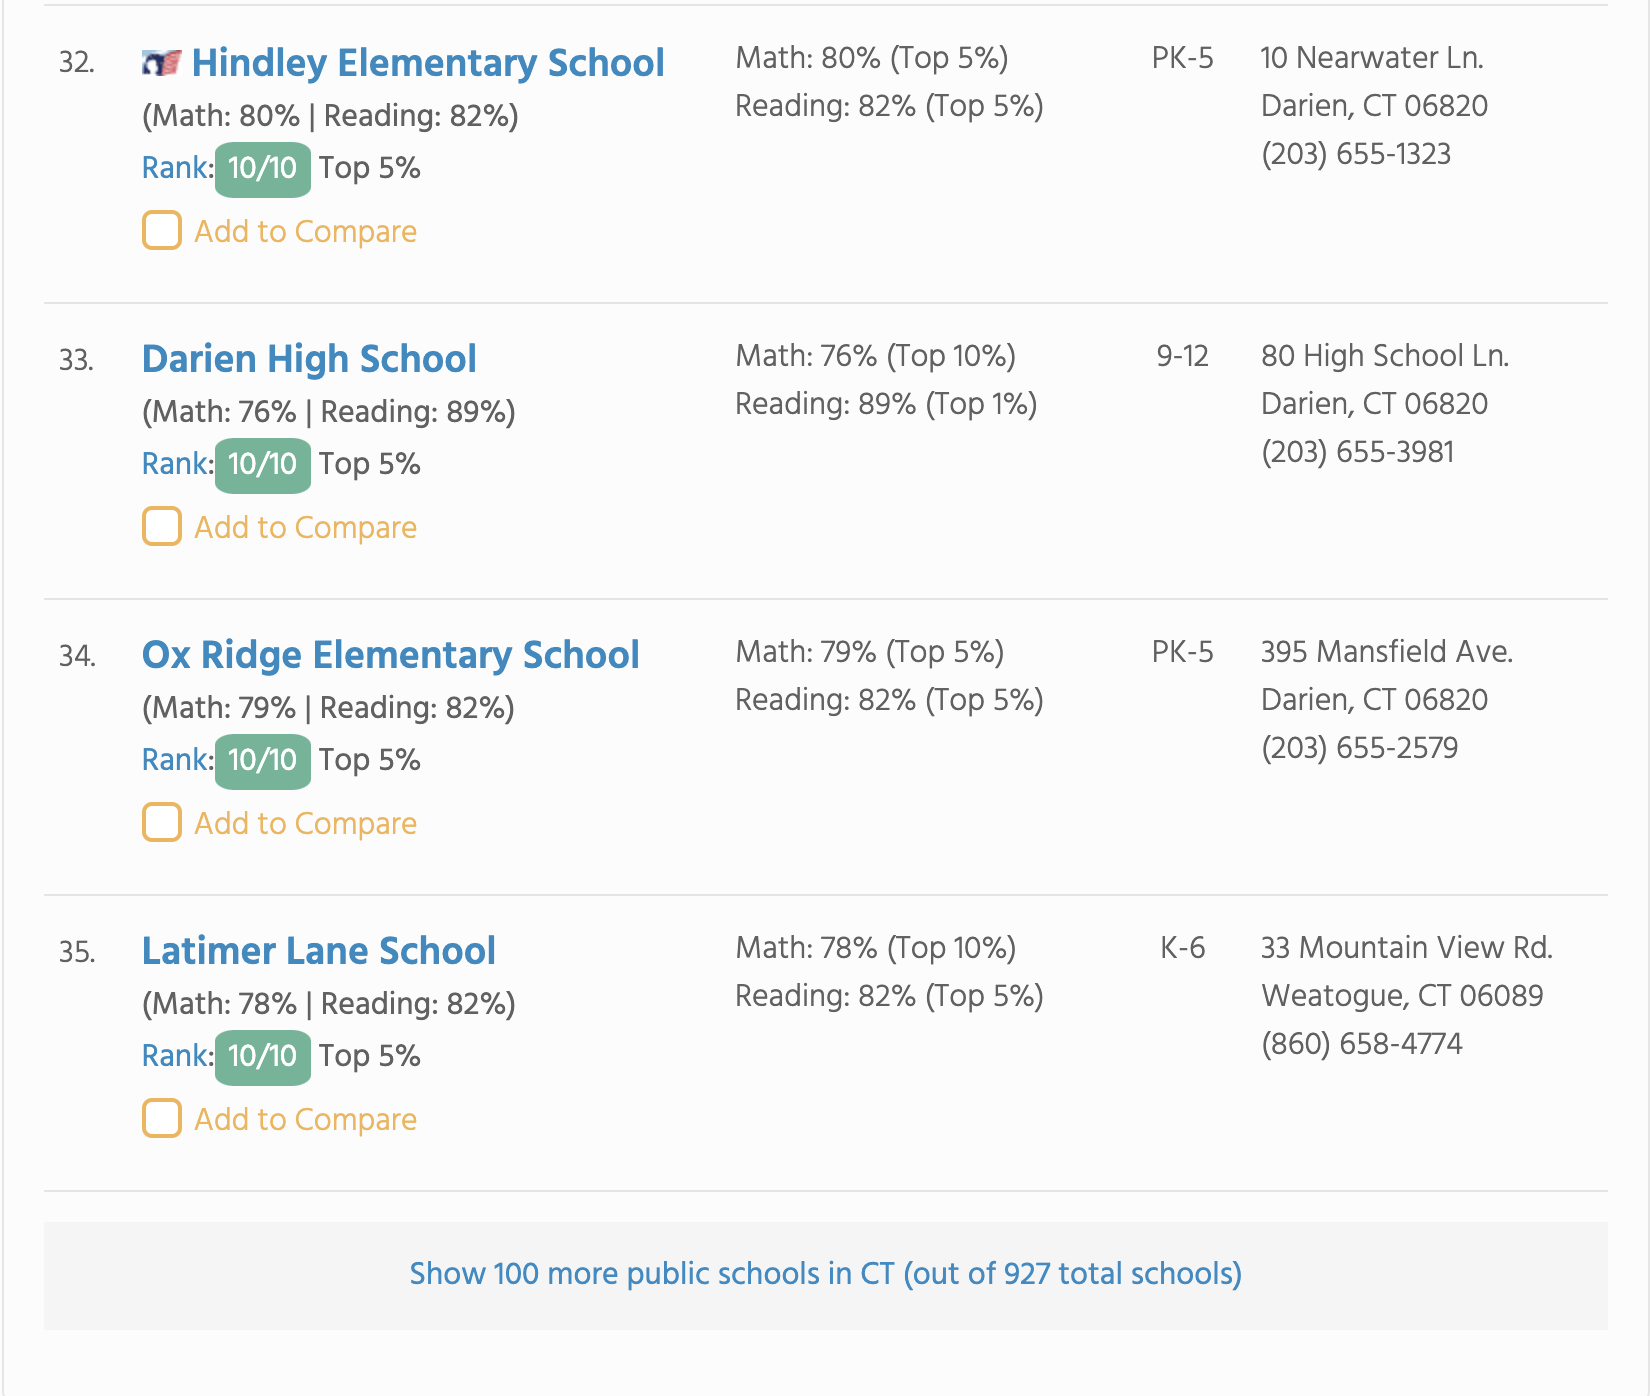 32.
Hindley Elementary School
(Math: 80% | Reading: 82%)
Rank: 10/10 Top 5%
Add to Compare
Math: 80% (Top 5%)
Reading: 82% (Top 5%)
PK-5
10 Nearwater Ln.
Darien, CT 06820
(203) 655-1323
33.
Darien High School
(Math: 76% | Reading: 89%)
Rank: 10/10 Top 5%
Add to Compare
Math: 76% (Top 10%)
Reading: 89% (Top 1%)
9-12
80 High School Ln.
Darien, CT 06820
(203) 655-3981
34.
Ox Ridge Elementary School
(Math: 79% | Reading: 82%)
Rank: 10/10 Top 5%
Add to Compare
Math: 79% (Top 5%)
Reading: 82% (Top 5%)
PK-5
395 Mansfield Ave.
Darien, CT 06820
(203) 655-2579
35.
Latimer Lane School
(Math: 78% | Reading: 82%)
Rank: 10/10 Top 5%
Add to Compare
Math: 78% (Top 10%)
Reading: 82% (Top 5%)
K-6
33 Mountain View Rd.
Weatogue, CT 06089
(860) 658-4774
Show 100 more public schools in CT (out of 927 total schools)